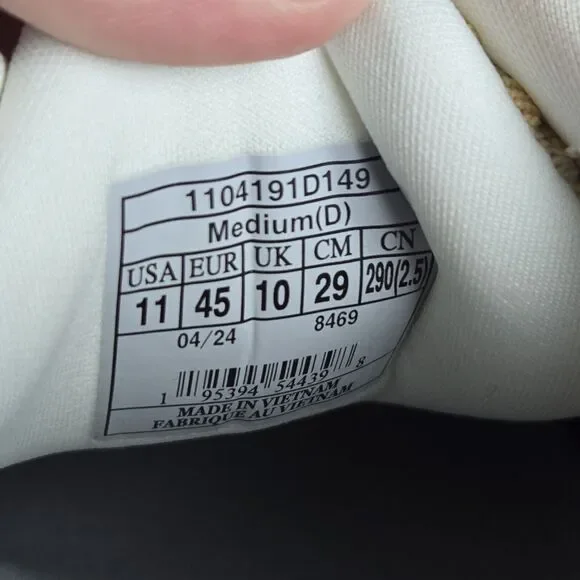 1104191D149
Medium(D)
USA EUR UK CM CN
11 45 10 29 290(2.5)
04/24 8469
1 95394 54439 8
MADE IN VIETNAM
FABRIQUE AU VIETNAM